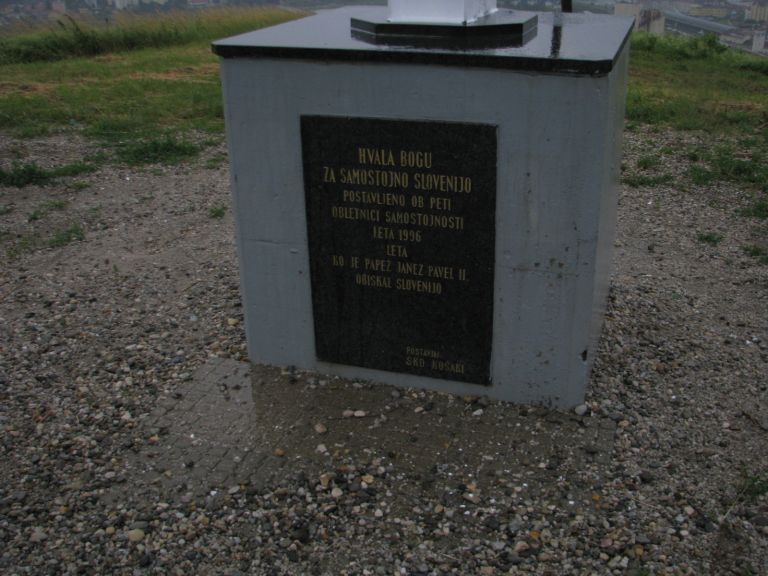 HVALA BOGU
ZA SAMOSTOJNO SLOVENIJO
POSTAVLJENO OB PETI
OBLETNICI SAMOSTOJNOSTI
LETA 1996
LETA
KO JE PAPEŽ JANEZ PAVEL II.
OBISKAL SLOVENIJO
POSTAVILI
SKD KOŠAKI